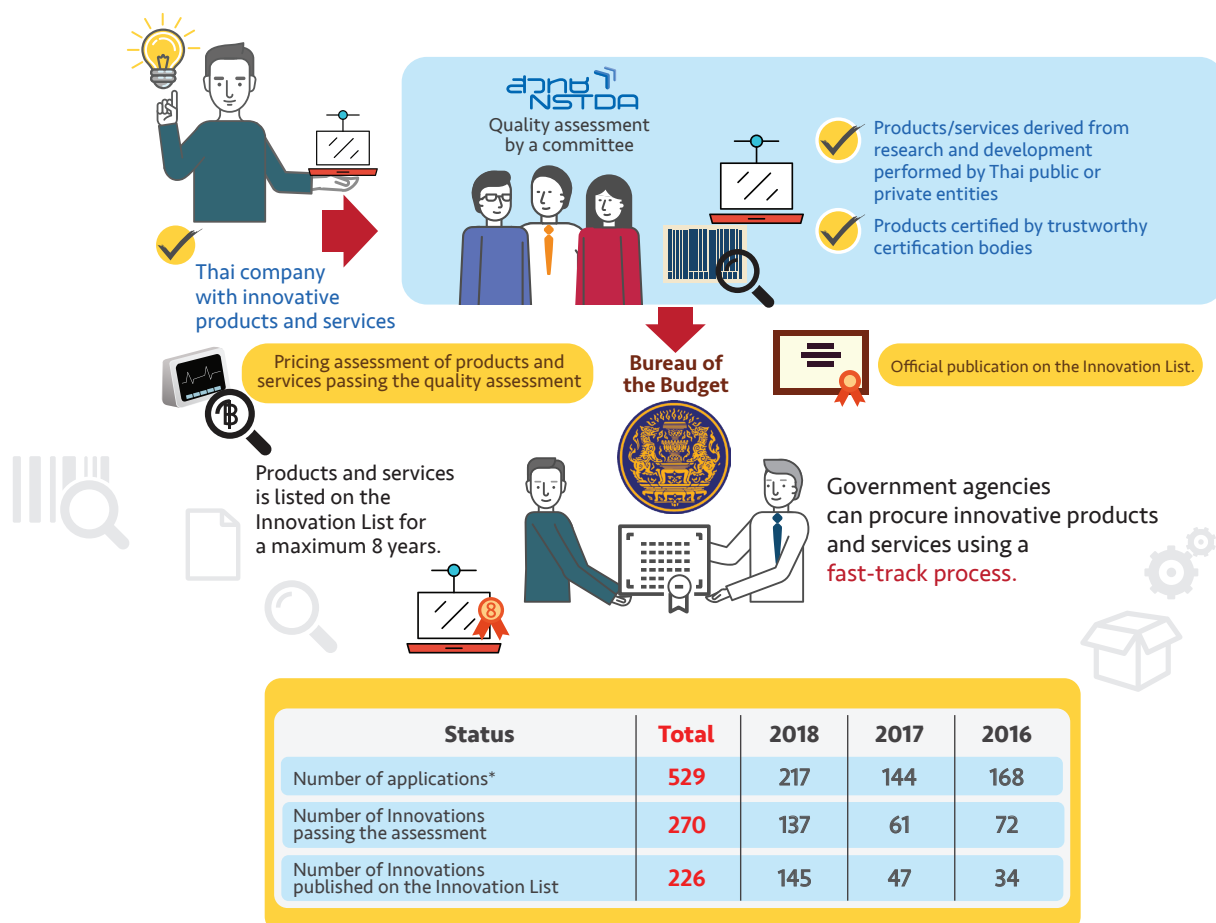 สวทช
NSTDA
Quality assessment
by a committee
Products/services derived from
research and development
performed by Thai public or
private entities
Products certified by trustworthy
certification bodies
Thai company
with innovative
products and services
Pricing assessment of products and
services passing the quality assessment
฿
Bureau of
the Budget
Official publication on the Innovation List.
Products and services
is listed on the
Innovation List for
a maximum 8 years.
8
Government agencies
can procure innovative products
and services using a
fast-track process.
Status Total 2018 2017 2016
Number of applications* 529 217 144 168
Number of Innovations
passing the assessment 270 137 61 72
Number of Innovations
published on the Innovation List 226 145 47 34